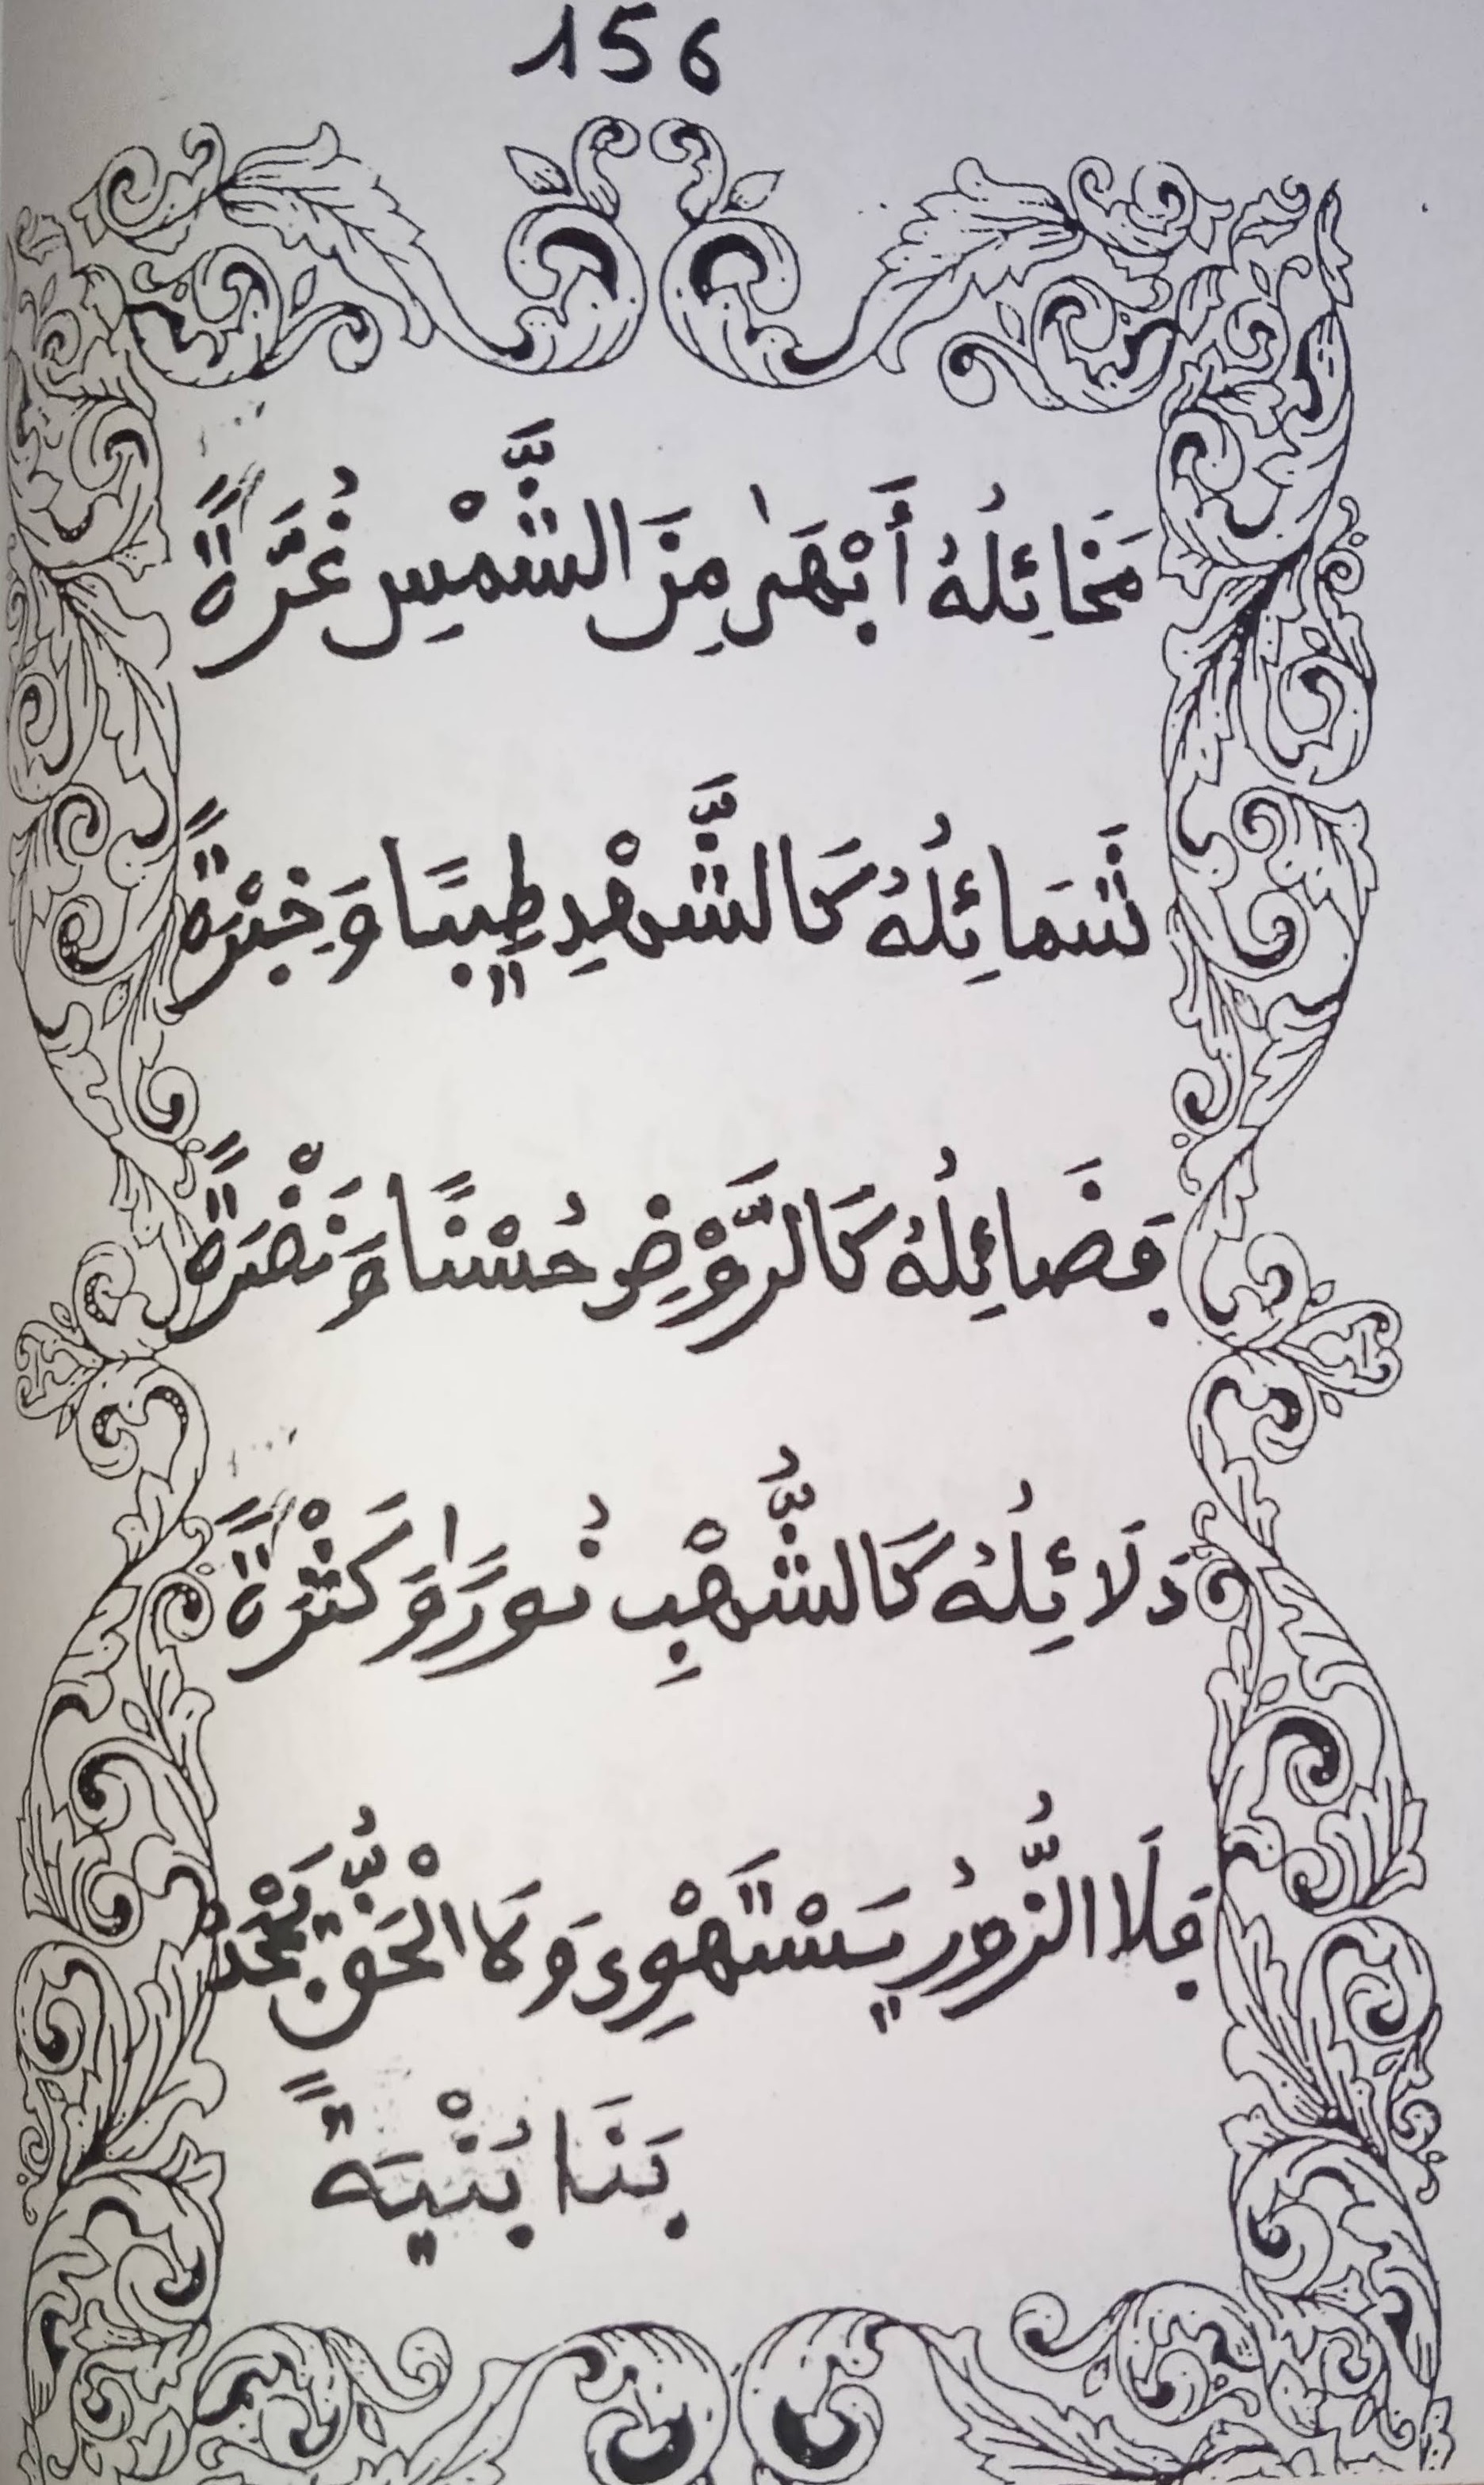 156
مَخَائِلُهُ أَبْهَىٰ مِنَ الشَّمْسِ غُرَّةً
شَمَائِلُهُ كَالشَّهْدِ طِيبًا وَخِبْرَةً
فَضَائِلُهُ كَالرَّوْضِ حُسْنًا وَنَضْرَةً
دَلَائِلُهُ كَالشُّهْبِ نُورًا وَكَثْرَةً
فَلَا الزُّورُ يَسْتَهْوِي وَلَا الْحَقُّ يُجْحَدُ
بَنَا بُنْيَةً